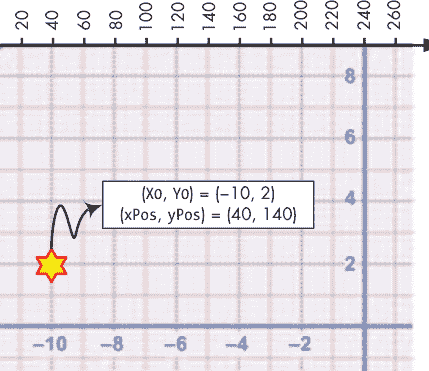 20 40 60 80 100 120 140 160 180 200 220 240 260
8
6
(X0, Y0) = (–10, 2)
4
(xPos, yPos) = (40, 140)
2
–10 –8 –6 –4 –2